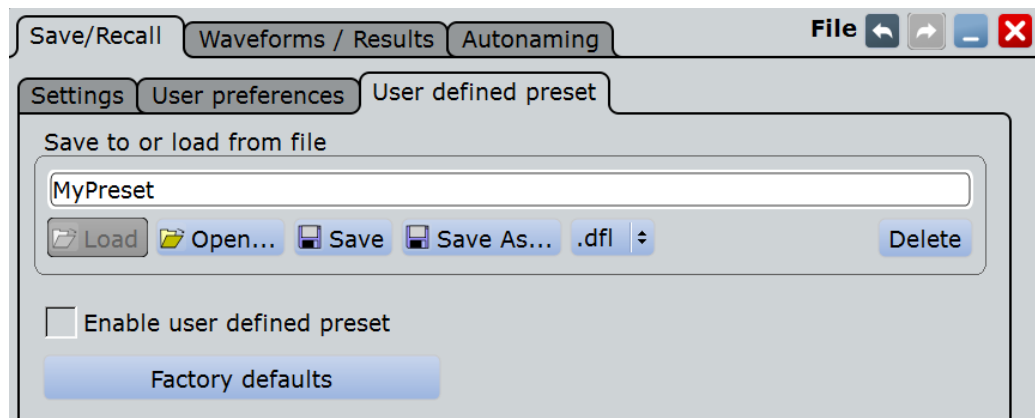 Save/Recall Waveforms / Results Autonaming File
Settings User preferences User defined preset
Save to or load from file
MyPreset
Load Open... Save Save As... .dfl Delete
Enable user defined preset
Factory defaults